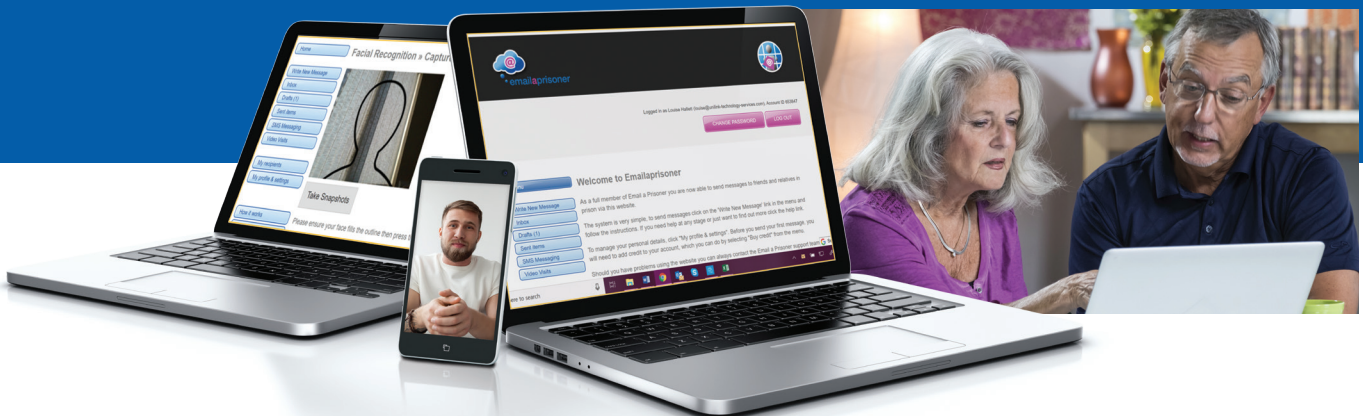 Home
Facial Recognition » Captur
Write New Message
Inbox
Drafts (1)
Sent items
SMS Messaging
Video Visits
My recipients
My profile & settings
How it works
Take Snapshots
Please ensure your face fills the outline then press t
emailaprisoner
CHANGE PASSWORD
LOG OUT
Welcome to Emailaprisoner
As a full member of Email a Prisoner you are now able to send messages to friends and relatives in
prison via this website.
The system is very simple, to send messages click on the 'Write New Message' link in the menu and
follow the instructions. If you need help at any stage or just want to find out more click the help link.
To manage your personal details, click "My profile & settings". Before you send your first message, you
will need to add credit to your account, which you can do by selecting "Buy credit" from the menu.
Should you have problems using the website you can always contact the Email a Prisoner support team
Write New Message
Inbox
Drafts (1)
Sent items
SMS Messaging
Video Visits
ere to search